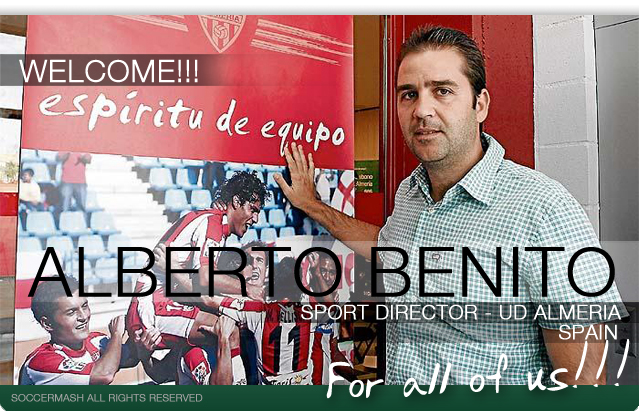 WELCOME!!!
espíritu de equipo
ALBERTO BENITO
SPORT DIRECTOR - UD ALMERIA
SPAIN
For all of us!!!
SOCCERMASH ALL RIGHTS RESERVED